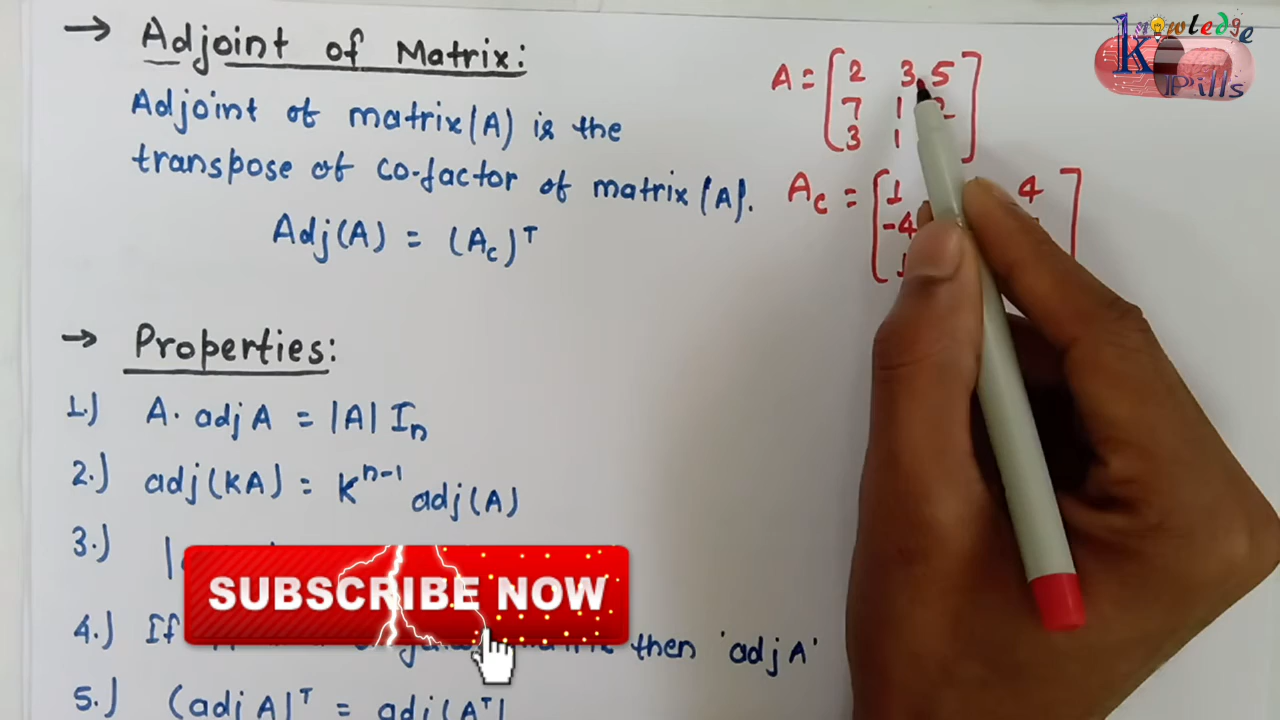 → Adjoint of Matrix:
Adjoint of matrix(A) is the
transpose of co-factor of matrix(A).
Adj(A) = (Ac)ᵀ
A = [2 3 5
7 1 2
3 1
Ac = [1 4
-4
1
→ Properties:
1.) A. adj A = |A| In
2.) adj(KA) = Kⁿ⁻¹ adj(A)
3.) |
4.) If then 'adj A'
5.) (adj A)ᵀ = adj(Aᵀ)
SUBSCRIBE NOW
Knowledge
Pills